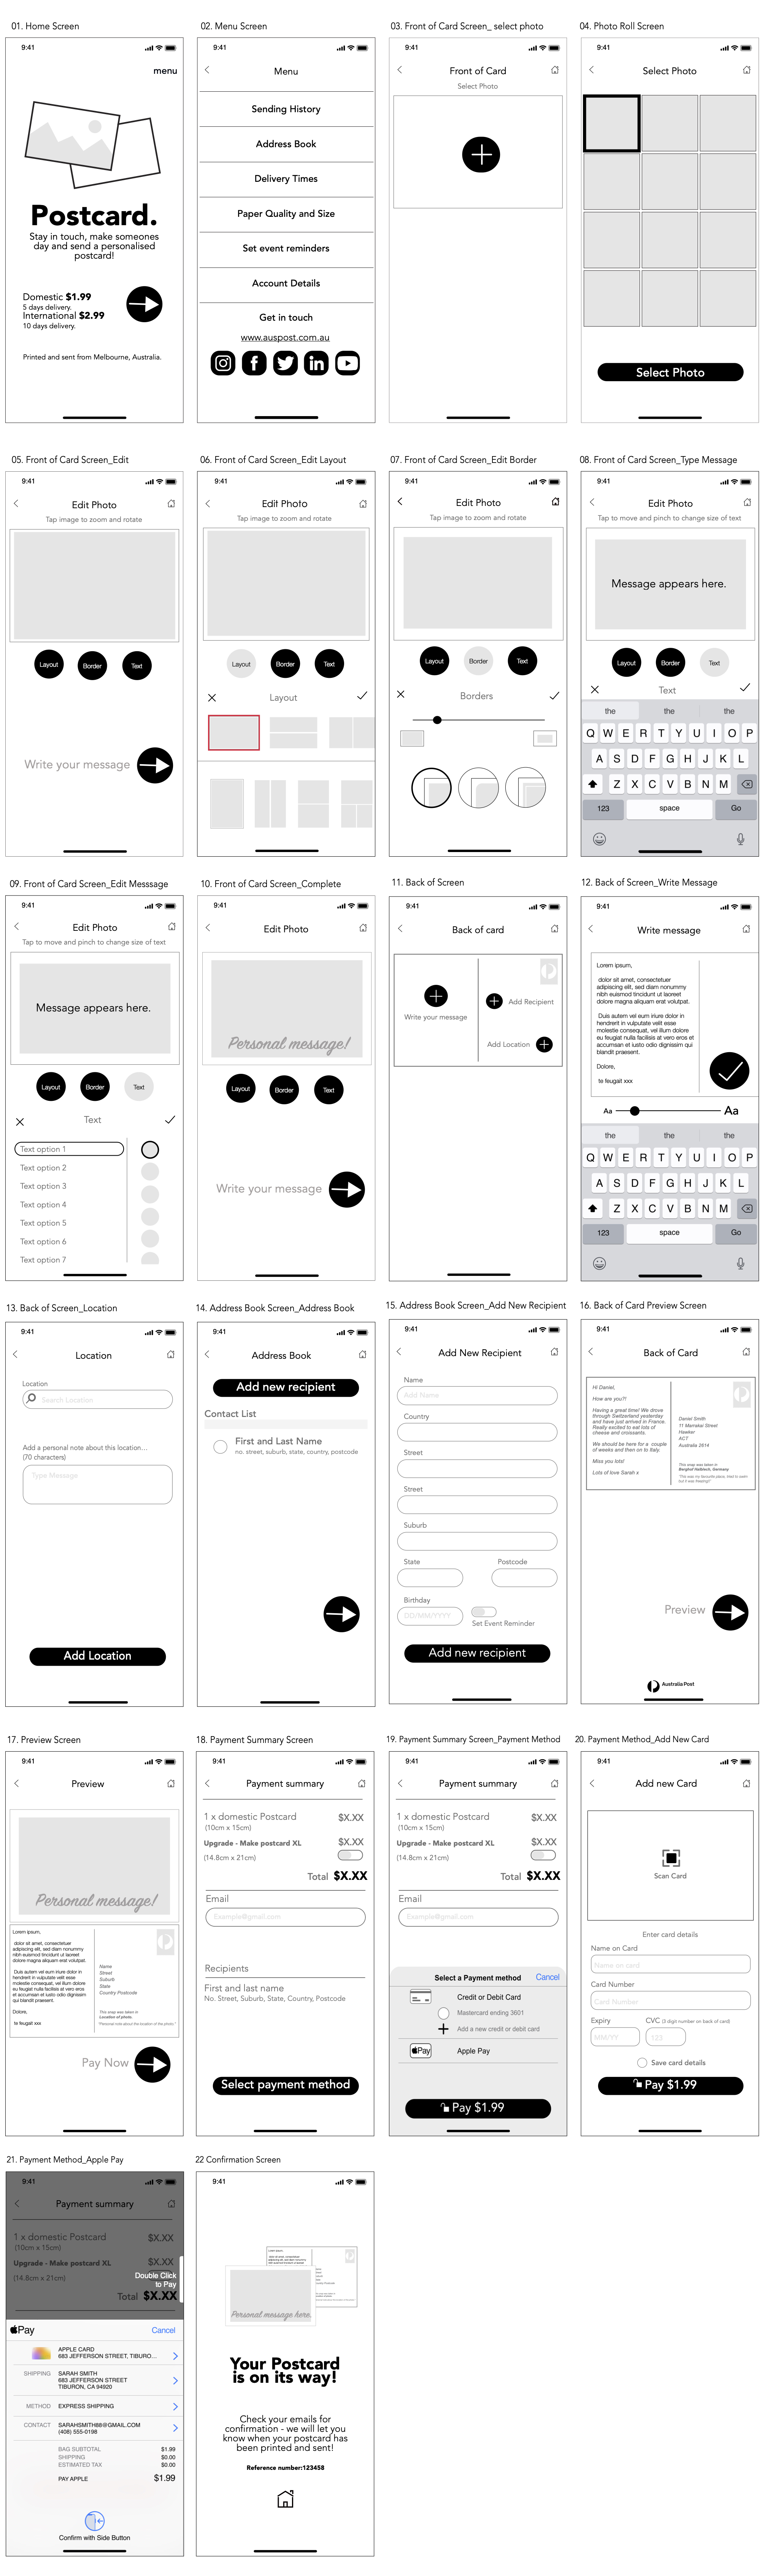 01. Home Screen
9:41
menu
Postcard.
Stay in touch, make someones
day and send a personalised
postcard!
Domestic $1.99
5 days delivery.
International $2.99
10 days delivery.
Printed and sent from Melbourne, Australia.
02. Menu Screen
9:41
Menu
Sending History
Address Book
Delivery Times
Paper Quality and Size
Set event reminders
Account Details
Get in touch
www.auspost.com.au
03. Front of Card Screen_ select photo
9:41
Front of Card
Select Photo
04. Photo Roll Screen
9:41
Select Photo
Select Photo
05. Front of Card Screen_Edit
9:41
Edit Photo
Tap image to zoom and rotate
Layout
Border
Text
Write your message
06. Front of Card Screen_Edit Layout
9:41
Edit Photo
Tap image to zoom and rotate
Layout
Border
Text
Layout
07. Front of Card Screen_Edit Border
9:41
Edit Photo
Tap image to zoom and rotate
Layout
Border
Text
Borders
08. Front of Card Screen_Type Message
9:41
Edit Photo
Tap to move and pinch to change size of text
Message appears here.
Layout
Border
Text
Text
the the the
Q W E R T Y U I O P
A S D F G H J K L
Z X C V B N M
123 space Go
09. Front of Card Screen_Edit Messsage
9:41
Edit Photo
Tap to move and pinch to change size of text
Message appears here.
Layout
Border
Text
Text
Text option 1
Text option 2
Text option 3
Text option 4
Text option 5
Text option 6
Text option 7
10. Front of Card Screen_Complete
9:41
Edit Photo
Personal message!
Layout
Border
Text
Write your message
11. Back of Screen
9:41
Back of card
Write your message
Add Recipient
Add Location
12. Back of Screen_Write Message
9:41
Write message
Lorem ipsum,
dolor sit amet, consectetuer
adipiscing elit, sed diam nonummy
nibh euismod tincidunt ut laoreet
dolore magna aliquam erat volutpat.
Duis autem vel eum iriure dolor in
hendrerit in vulputate velit esse
molestie consequat, vel illum dolore
eu feugiat nulla facilisis at vero eros et
accumsan et iusto odio dignissim qui
blandit praesent.
Dolore,
te feugait xxx
Aa Aa
the the the
Q W E R T Y U I O P
A S D F G H J K L
Z X C V B N M
123 space Go
13. Back of Screen_Location
9:41
Location
Location
Search Location
Add a personal note about this location...
(70 characters)
Type Message
Add Location
14. Address Book Screen_Address Book
9:41
Address Book
Add new recipient
Contact List
First and Last Name
no. street, suburb, state, country, postcode
15. Address Book Screen_Add New Recipient
9:41
Add New Recipient
Name
Add Name
Country
Street
Street
Suburb
State Postcode
Birthday
DD/MM/YYYY
Set Event Reminder
Add new recipient
16. Back of Card Preview Screen
9:41
Back of Card
Hi Daniel,
How are you?!
Having a great time! We drove
through Switzerland yesterday
and have just arrived in France.
Really excited to eat lots of
cheese and croissants.
We should be here for a couple
of weeks and then on to Italy.
Miss you lots!
Lots of love Sarah x
Daniel Smith
11 Marrakai Street
Hawker
ACT
Australia 2614
This snap was taken in
Preview
Australia Post
17. Preview Screen
9:41
Preview
Personal message!
Lorem ipsum,
dolor sit amet, consectetuer
adipiscing elit, sed diam nonummy
nibh euismod tincidunt ut laoreet
dolore magna aliquam erat volutpat.
Duis autem vel eum iriure dolor in
hendrerit in vulputate velit esse
molestie consequat, vel illum dolore
eu feugiat nulla facilisis at vero eros et
accumsan et iusto odio dignissim qui
blandit praesent.
Dolore,
te feugait xxx
Name
Street
Suburb
State
Country Postcode
This snap was taken in
Location of photo.
"Personal note about the location of the photo."
Pay Now
18. Payment Summary Screen
9:41
Payment summary
1 x domestic Postcard $X.XX
(10cm x 15cm)
Upgrade - Make postcard XL $X.XX
(14.8cm x 21cm)
Total $X.XX
Email
Example@gmail.com
Recipients
First and last name
No. Street, Suburb, State, Country, Postcode
Select payment method
19. Payment Summary Screen_Payment Method
9:41
Payment summary
1 x domestic Postcard $X.XX
(10cm x 15cm)
Upgrade - Make postcard XL $X.XX
(14.8cm x 21cm)
Total $X.XX
Email
Example@gmail.com
Select a Payment method Cancel
Credit or Debit Card
Mastercard ending 3601
Add a new credit or debit card
Pay Apple Pay
Pay $1.99
20. Payment Method_Add New Card
9:41
Add new Card
Scan Card
Enter card details
Name on Card
Name on card
Card Number
Card Number
Expiry CVC (3 digit number on back of card)
MM/YY 123
Save card details
Pay $1.99
21. Payment Method_Apple Pay
9:41
Payment summary
1 x domestic Postcard $X.XX
(10cm x 15cm)
Upgrade - Make postcard XL $X.XX
(14.8cm x 21cm)
Double Click
to Pay
Total $X.XX
Pay Cancel
APPLE CARD
683 JEFFERSON STREET, TIBURO...
SHIPPING SARAH SMITH
683 JEFFERSON STREET
TIBURON, CA 94920
METHOD EXPRESS SHIPPING
CONTACT SARAHSMITH88@GMAIL.COM
(408) 555-0198
BAG SUBTOTAL $1.99
SHIPPING $0.00
ESTIMATED TAX $0.00
PAY APPLE $1.99
Confirm with Side Button
22 Confirmation Screen
9:41
Personal message here.
Your Postcard
is on its way!
Check your emails for
confirmation - we will let you
know when your postcard has
been printed and sent!
Reference number:123458